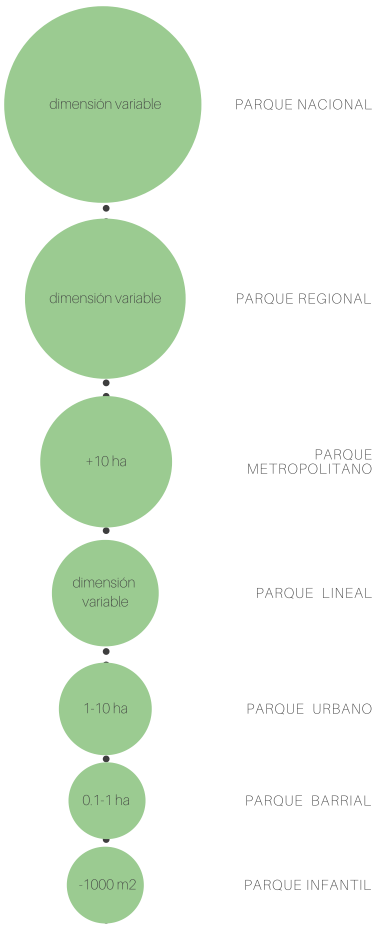 dimensión variable
PARQUE NACIONAL
dimensión variable
PARQUE REGIONAL
+10 ha
PARQUE
METROPOLITANO
dimensión
variable
PARQUE LINEAL
1-10 ha
PARQUE URBANO
0.1-1 ha
PARQUE BARRIAL
-1000 m2
PARQUE INFANTIL